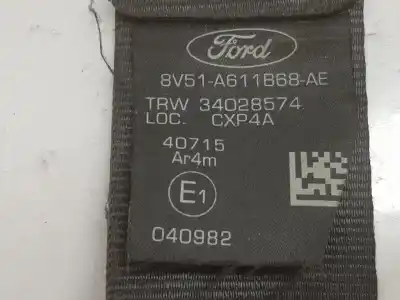 Ford
8V51-A611B68-AE
TRW 34028574
LOC. CXP4A
40715
Ar4m
E1
040982